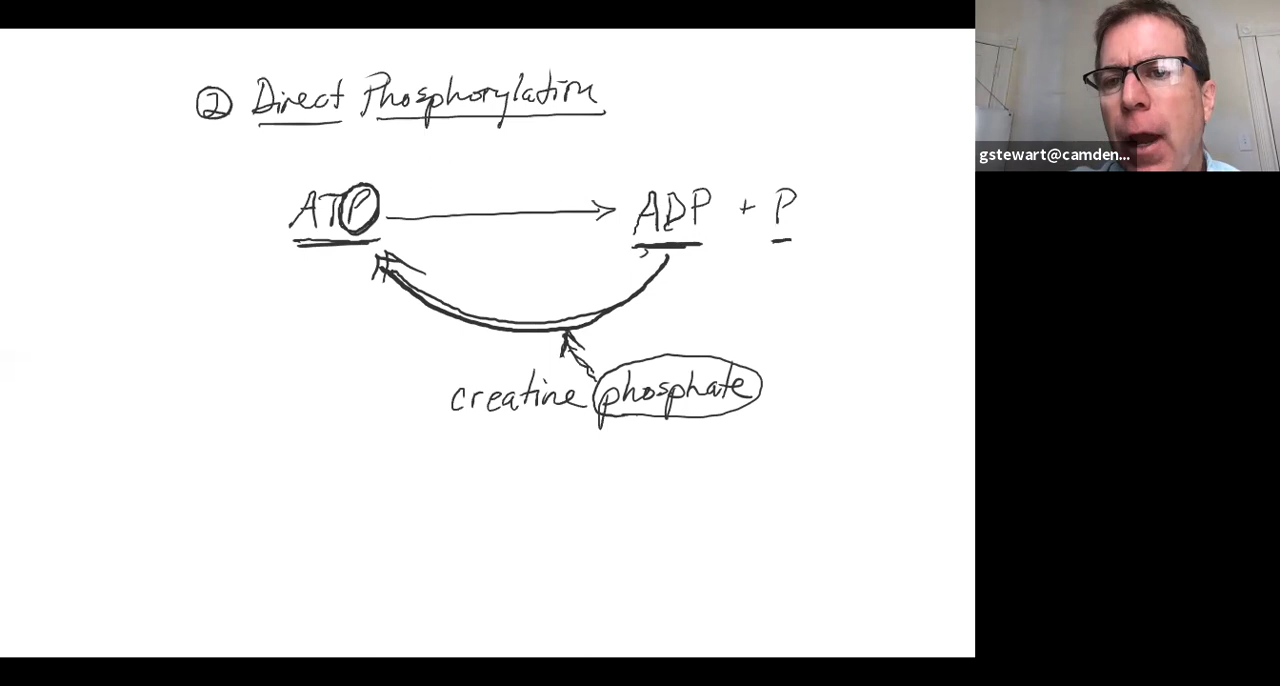 ② Direct Phosphorylation
ATP → ADP + P
creatine phosphate
gstewart@camden...